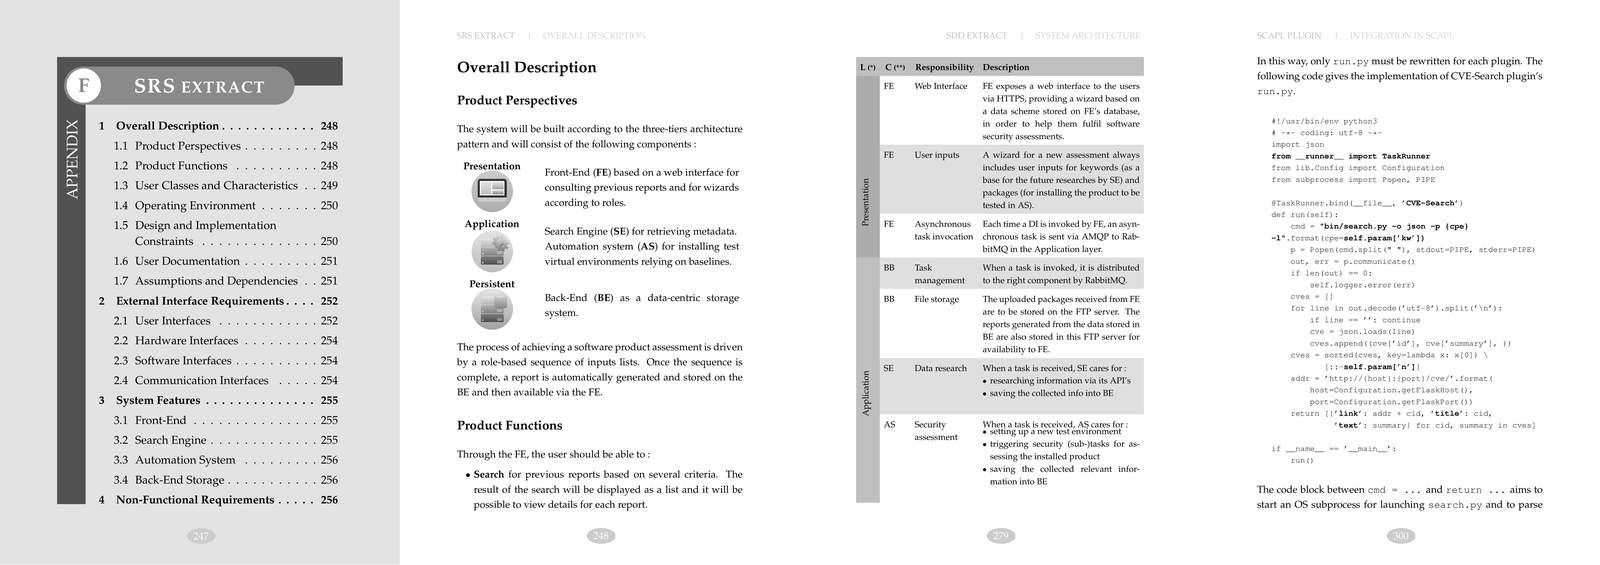 APPENDIX
F
SRS EXTRACT
1 Overall Description . . . . . . . . . . . . 248
1.1 Product Perspectives . . . . . . . . 248
1.2 Product Functions . . . . . . . . . 248
1.3 User Classes and Characteristics . . 249
1.4 Operating Environment . . . . . . . 250
1.5 Design and Implementation
Constraints . . . . . . . . . . . . 250
1.6 User Documentation . . . . . . . . 251
1.7 Assumptions and Dependencies . . 251
2 External Interface Requirements . . . . 252
2.1 User Interfaces . . . . . . . . . . 252
2.2 Hardware Interfaces . . . . . . . . 254
2.3 Software Interfaces . . . . . . . . . 254
2.4 Communication Interfaces . . . . . 254
3 System Features . . . . . . . . . . . . . 255
3.1 Front-End . . . . . . . . . . . . . 255
3.2 Search Engine . . . . . . . . . . . 255
3.3 Automation System . . . . . . . . 256
3.4 Back-End Storage . . . . . . . . . . 256
4 Non-Functional Requirements . . . . . 256
247
SRS EXTRACT | OVERALL DESCRIPTION
Overall Description
Product Perspectives
The system will be built according to the three-tiers architecture
pattern and will consist of the following components :
Presentation
Front-End (FE) based on a web interface for
consulting previous reports and for wizards
according to roles.
Application
Search Engine (SE) for retrieving metadata.
Automation system (AS) for installing test
virtual environments relying on baselines.
Persistent
Back-End (BE) as a data-centric storage
system.
The process of achieving a software product assessment is driven
by a role-based sequence of inputs lists. Once the sequence is
complete, a report is automatically generated and stored on the
BE and then available via the FE.
Product Functions
Through the FE, the user should be able to :
• Search for previous reports based on several criteria. The
result of the search will be displayed as a list and it will be
possible to view details for each report.
248
SDD EXTRACT | SYSTEM ARCHITECTURE
L (*) C (**) Responsibility Description
Presentation
FE Web Interface FE exposes a web interface to the users
via HTTPS, providing a wizard based on
a data scheme stored on FE's database,
in order to help them fulfil software
security assessments.
FE User inputs A wizard for a new assessment always
includes user inputs for keywords (as a
base for the future researches by SE) and
packages (for installing the product to be
tested in AS).
FE Asynchronous Each time a DI is invoked by FE, an asyn-
task invocation chronous task is sent via AMQP to Rab-
bitMQ in the Application layer.
Application
BB Task When a task is invoked, it is distributed
management to the right component by RabbitMQ.
BB File storage The uploaded packages received from FE
are to be stored on the FTP server. The
reports generated from the data stored in
BE are also stored in this FTP server for
availability to FE.
SE Data research When a task is received, SE cares for :
• researching information via its API's
• saving the collected info into BE
AS Security When a task is received, AS cares for :
assessment • setting up a new test environment
• triggering security (sub-)tasks for as-
sessing the installed product
• saving the collected relevant infor-
mation into BE
279
SCAPL PLUGIN | INTEGRATION IN SCAPL
In this way, only run.py must be rewritten for each plugin. The
following code gives the implementation of CVE-Search plugin's
run.py.
#!/usr/bin/env python3
# -*- coding: utf-8 -*-
import json
from __runner__ import TaskRunner
from lib.Config import Configuration
from subprocess import Popen, PIPE
@TaskRunner.bind(__file__, 'CVE-Search')
def run(self):
cmd = "bin/search.py -o json -p {cpe}
-l".format(cpe=self.param['kw'])
p = Popen(cmd.split(" "), stdout=PIPE, stderr=PIPE)
out, err = p.communicate()
if len(out) == 0:
self.logger.error(err)
cves = []
for line in out.decode('utf-8').split('\n'):
if line == '': continue
cve = json.loads(line)
cves.append((cve['id'], cve['summary'], ))
cves = sorted(cves, key=lambda x: x[0]) \
[::-self.param['n']]
addr = 'http://{host}:{port}/cve/'.format(
host=Configuration.getFlaskHost(),
port=Configuration.getFlaskPort())
return [{'link': addr + cid, 'title': cid,
'text': summary} for cid, summary in cves]
if __name__ == '__main__':
run()
The code block between cmd = ... and return ... aims to
start an OS subprocess for launching search.py and to parse
300